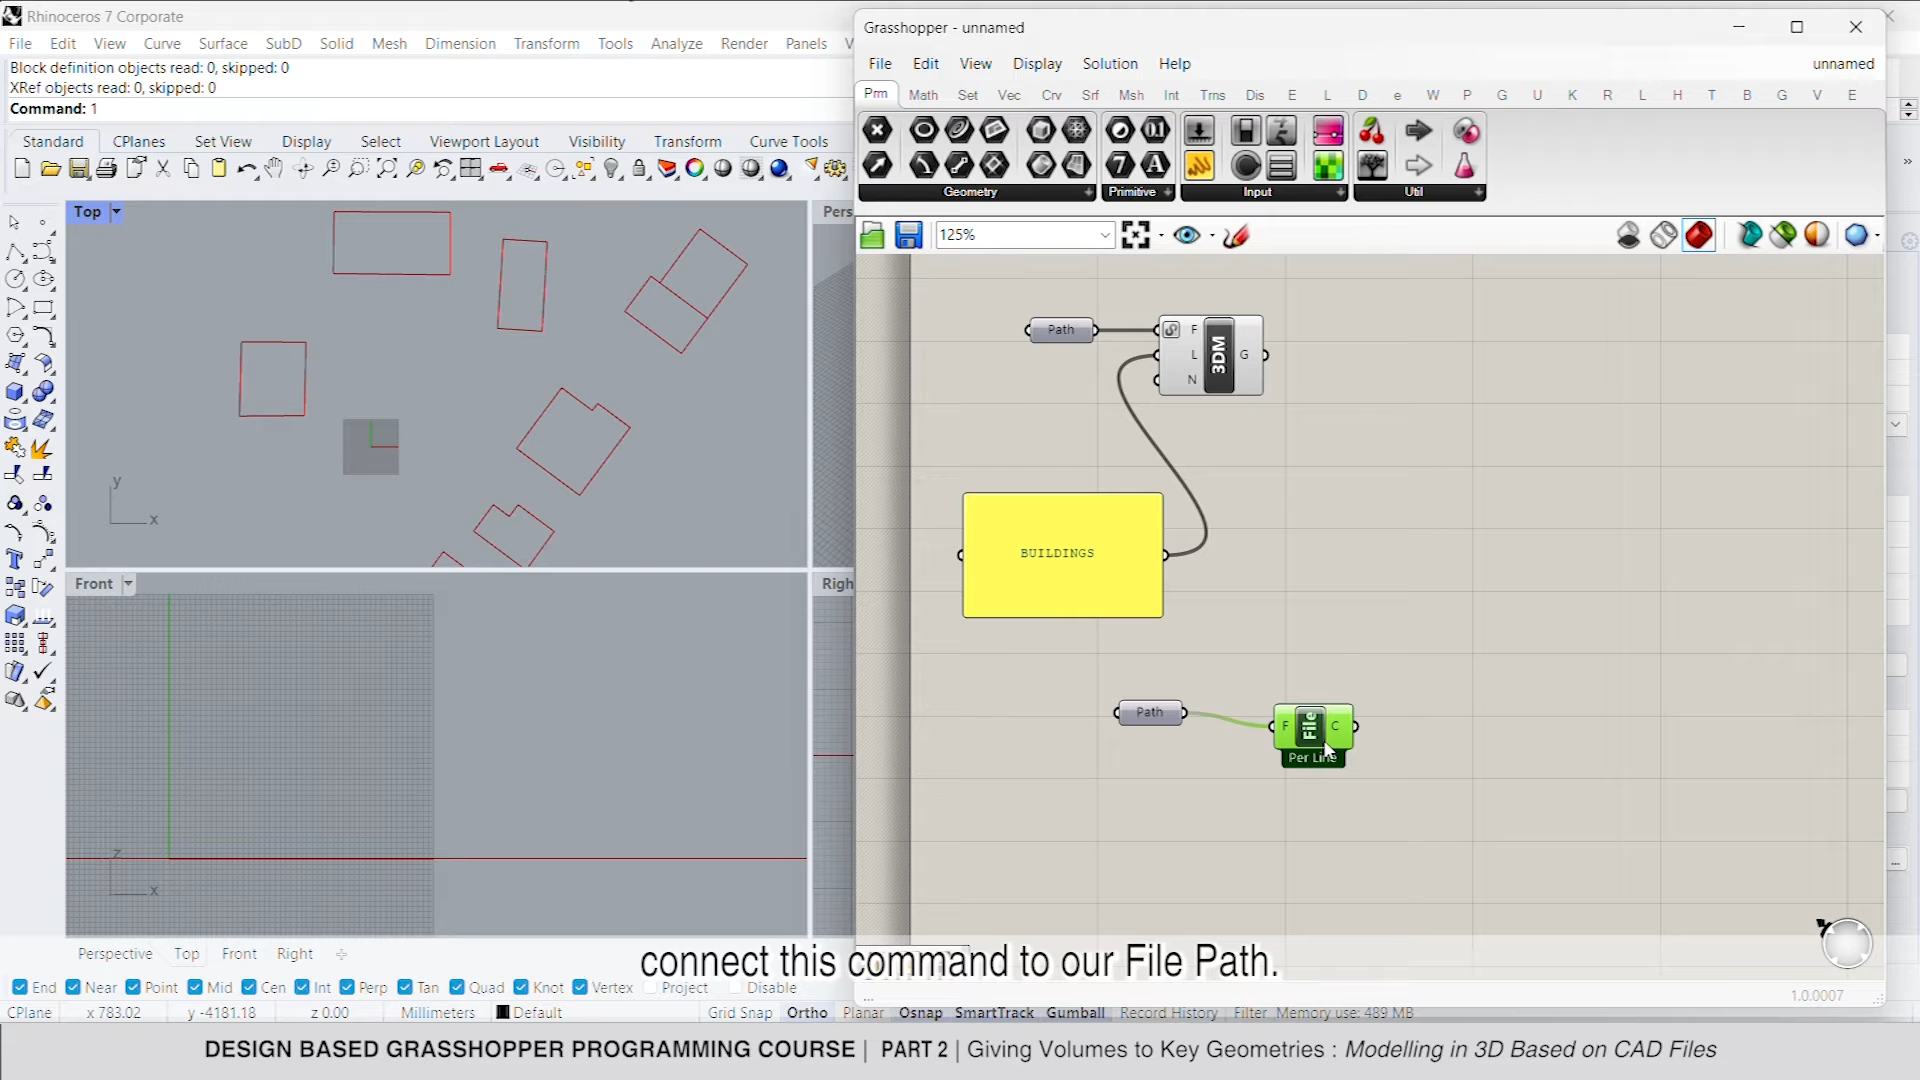 Rhinoceros 7 Corporate
File Edit View Curve Surface SubD Solid Mesh Dimension Transform Tools Analyze Render Panels V
Block definition objects read: 0, skipped: 0
XRef objects read: 0, skipped: 0
Command: 1
Standard CPlanes Set View Display Select Viewport Layout Visibility Transform Curve Tools
Top
Pers
y
x
Front
Righ
z
x
Perspective Top Front Right
End Near Point Mid Cen Int Perp Tan Quad Knot Vertex Project Disable
CPlane x 783.02 y -4181.18 z 0.00 Millimeters Default Grid Snap Ortho Planar Osnap SmartTrack Gumball Record History Filter Memory use: 489 MB
Grasshopper - unnamed
File Edit View Display Solution Help unnamed
Prm Math Set Vec Crv Srf Msh Int Trns Dis E L D e W P G U K R L H T B G V E
Geometry Primitive Input Util
125%
Path
F
L
N
3DM
G
BUILDINGS
Path
F
File
C
Per Line
1.0.0007
connect this command to our File Path.
DESIGN BASED GRASSHOPPER PROGRAMMING COURSE | PART 2 | Giving Volumes to Key Geometries : Modelling in 3D Based on CAD Files